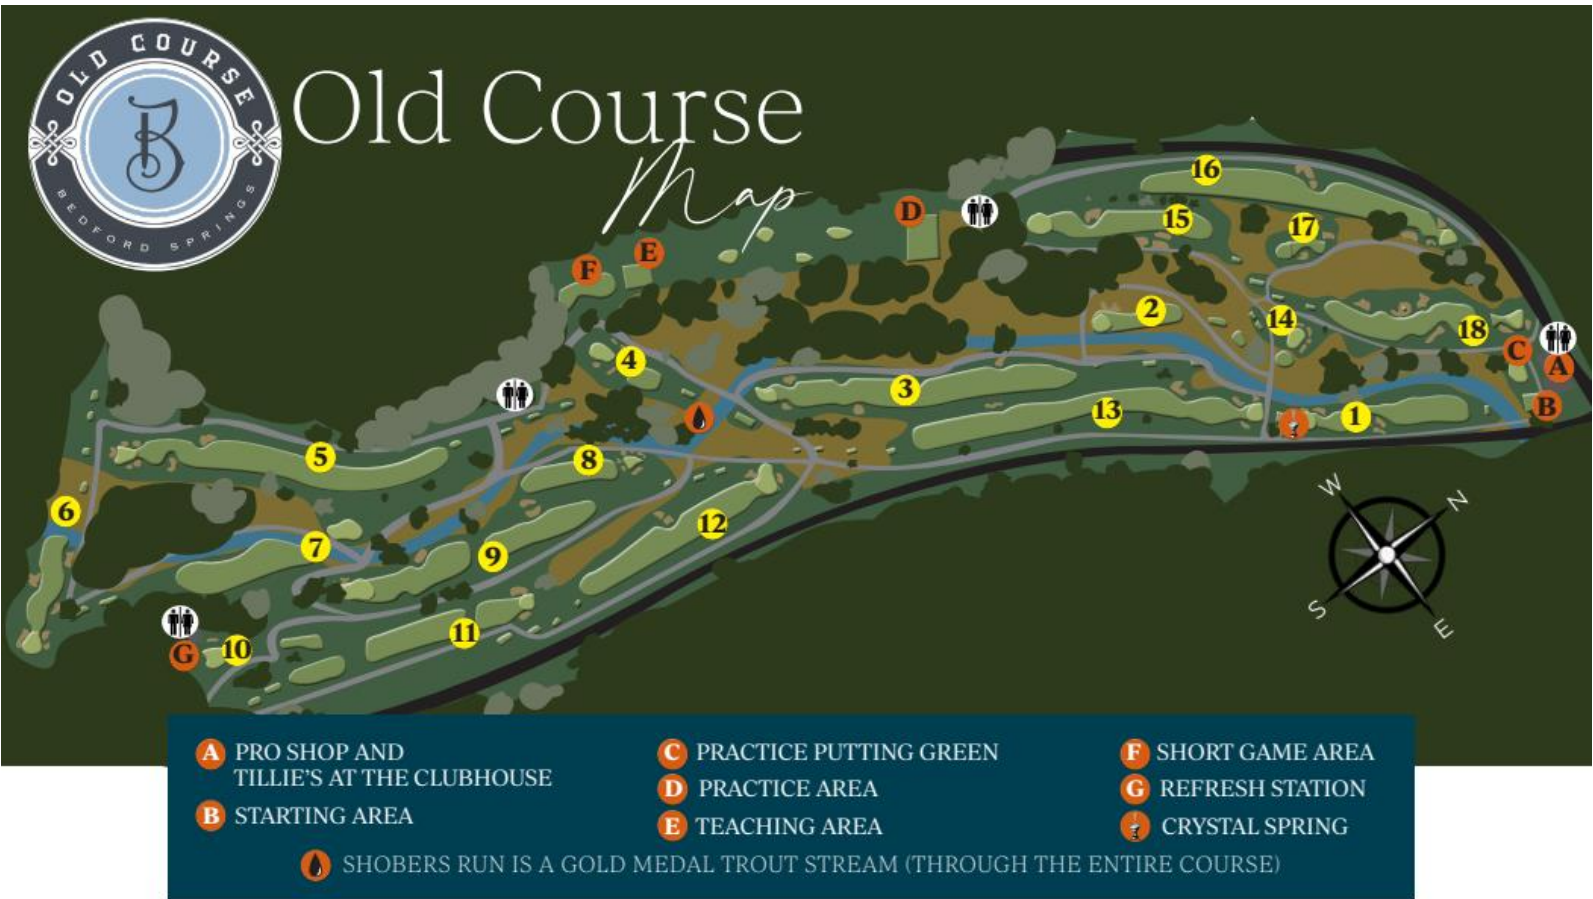 OLD COURSE
B
BEDFORD SPRINGS
Old Course
Map
16
D
15
17
E
F
2
14
18
C
4
A
3
B
13
1
5
8
6
12
7
9
W
N
S
E
11
10
G
A PRO SHOP AND
TILLIE'S AT THE CLUBHOUSE
B STARTING AREA
C PRACTICE PUTTING GREEN
D PRACTICE AREA
E TEACHING AREA
F SHORT GAME AREA
G REFRESH STATION
CRYSTAL SPRING
SHOBERS RUN IS A GOLD MEDAL TROUT STREAM (THROUGH THE ENTIRE COURSE)